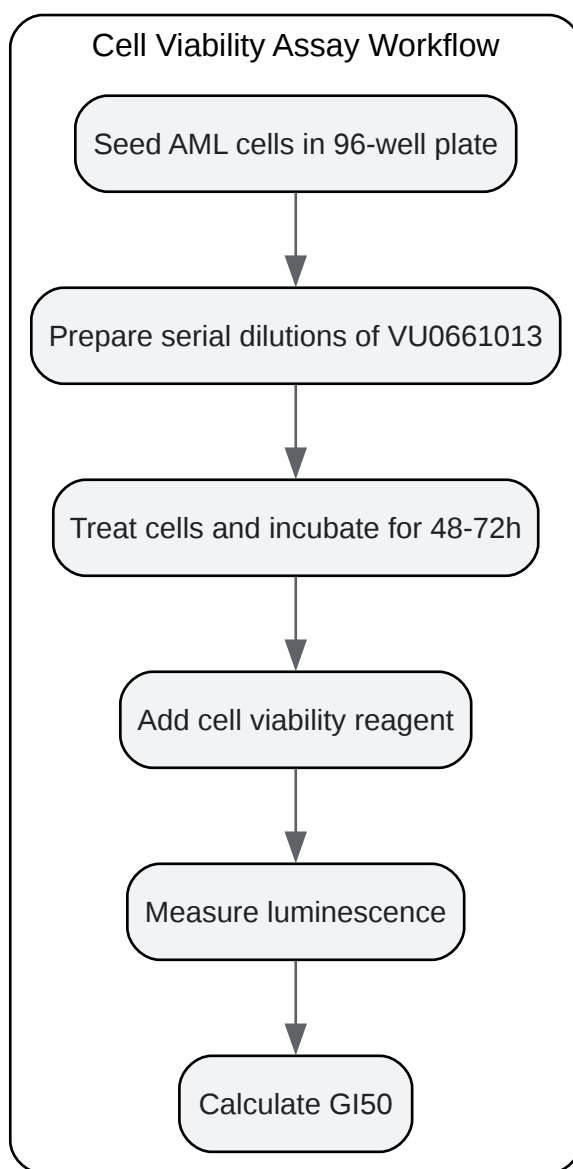 Cell Viability Assay Workflow
Seed AML cells in 96-well plate
Prepare serial dilutions of VU0661013
Treat cells and incubate for 48-72h
Add cell viability reagent
Measure luminescence
Calculate GI50